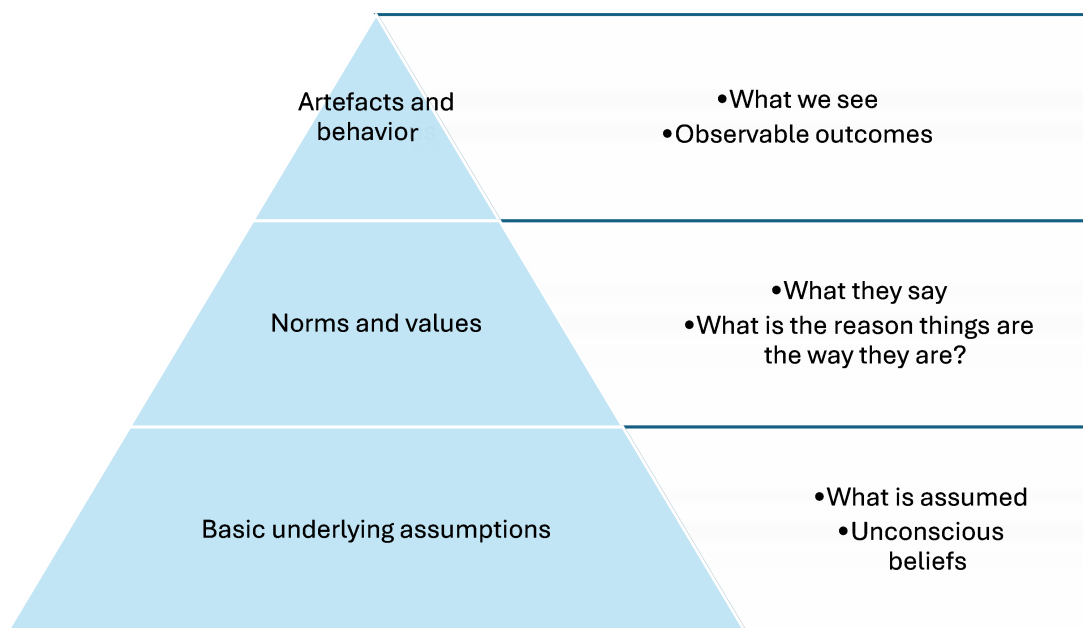 Artefacts and
behavior
•What we see
•Observable outcomes
Norms and values
•What they say
•What is the reason things are
the way they are?
Basic underlying assumptions
•What is assumed
•Unconscious
beliefs